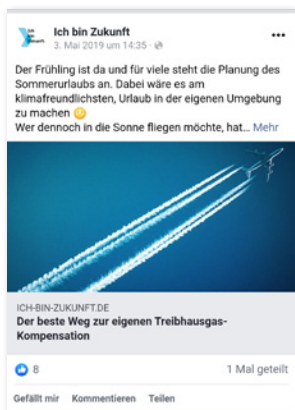 Ich bin Zukunft
3. Mai 2019 um 14:35 ·
Der Frühling ist da und für viele steht die Planung des
Sommerurlaubs an. Dabei wäre es am
klimafreundlichsten, Urlaub in der eigenen Umgebung
zu machen
Wer dennoch in die Sonne fliegen möchte, hat... Mehr
ICH-BIN-ZUKUNFT.DE
Der beste Weg zur eigenen Treibhausgas-
Kompensation
8
1 Mal geteilt
Gefällt mir Kommentieren Teilen